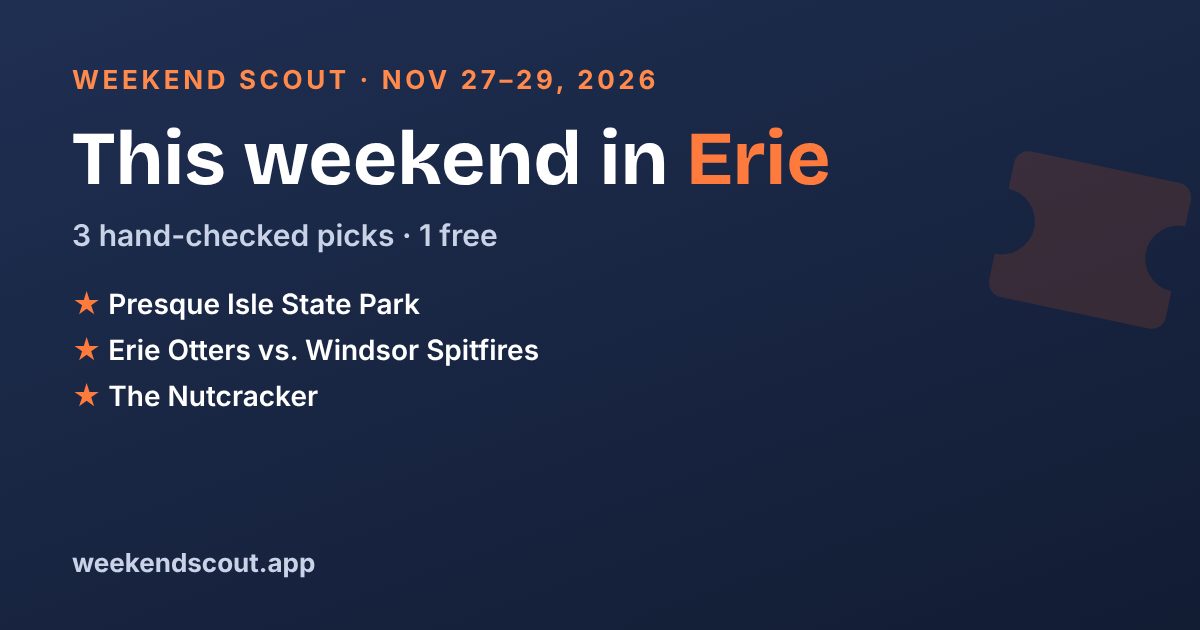 WEEKEND SCOUT · NOV 27–29, 2026
This weekend in Erie
3 hand-checked picks · 1 free
★ Presque Isle State Park
★ Erie Otters vs. Windsor Spitfires
★ The Nutcracker
weekendscout.app